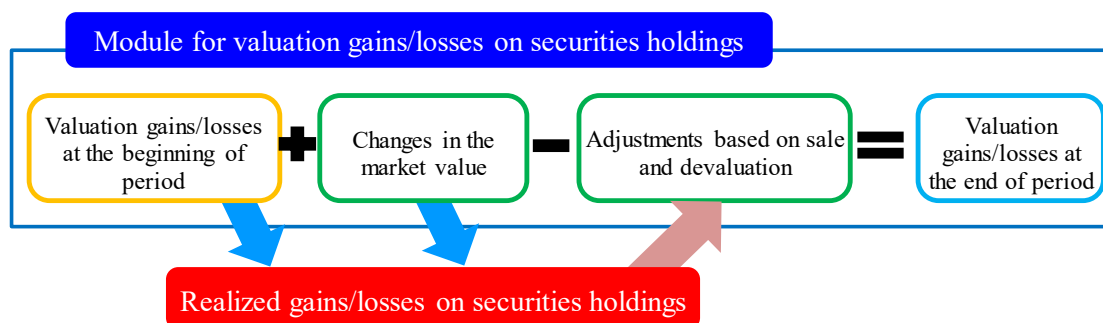 Module for valuation gains/losses on securities holdings
Valuation gains/losses
at the beginning of
period
Changes in the
market value
Adjustments based on sale
and devaluation
Valuation
gains/losses at
the end of period
Realized gains/losses on securities holdings